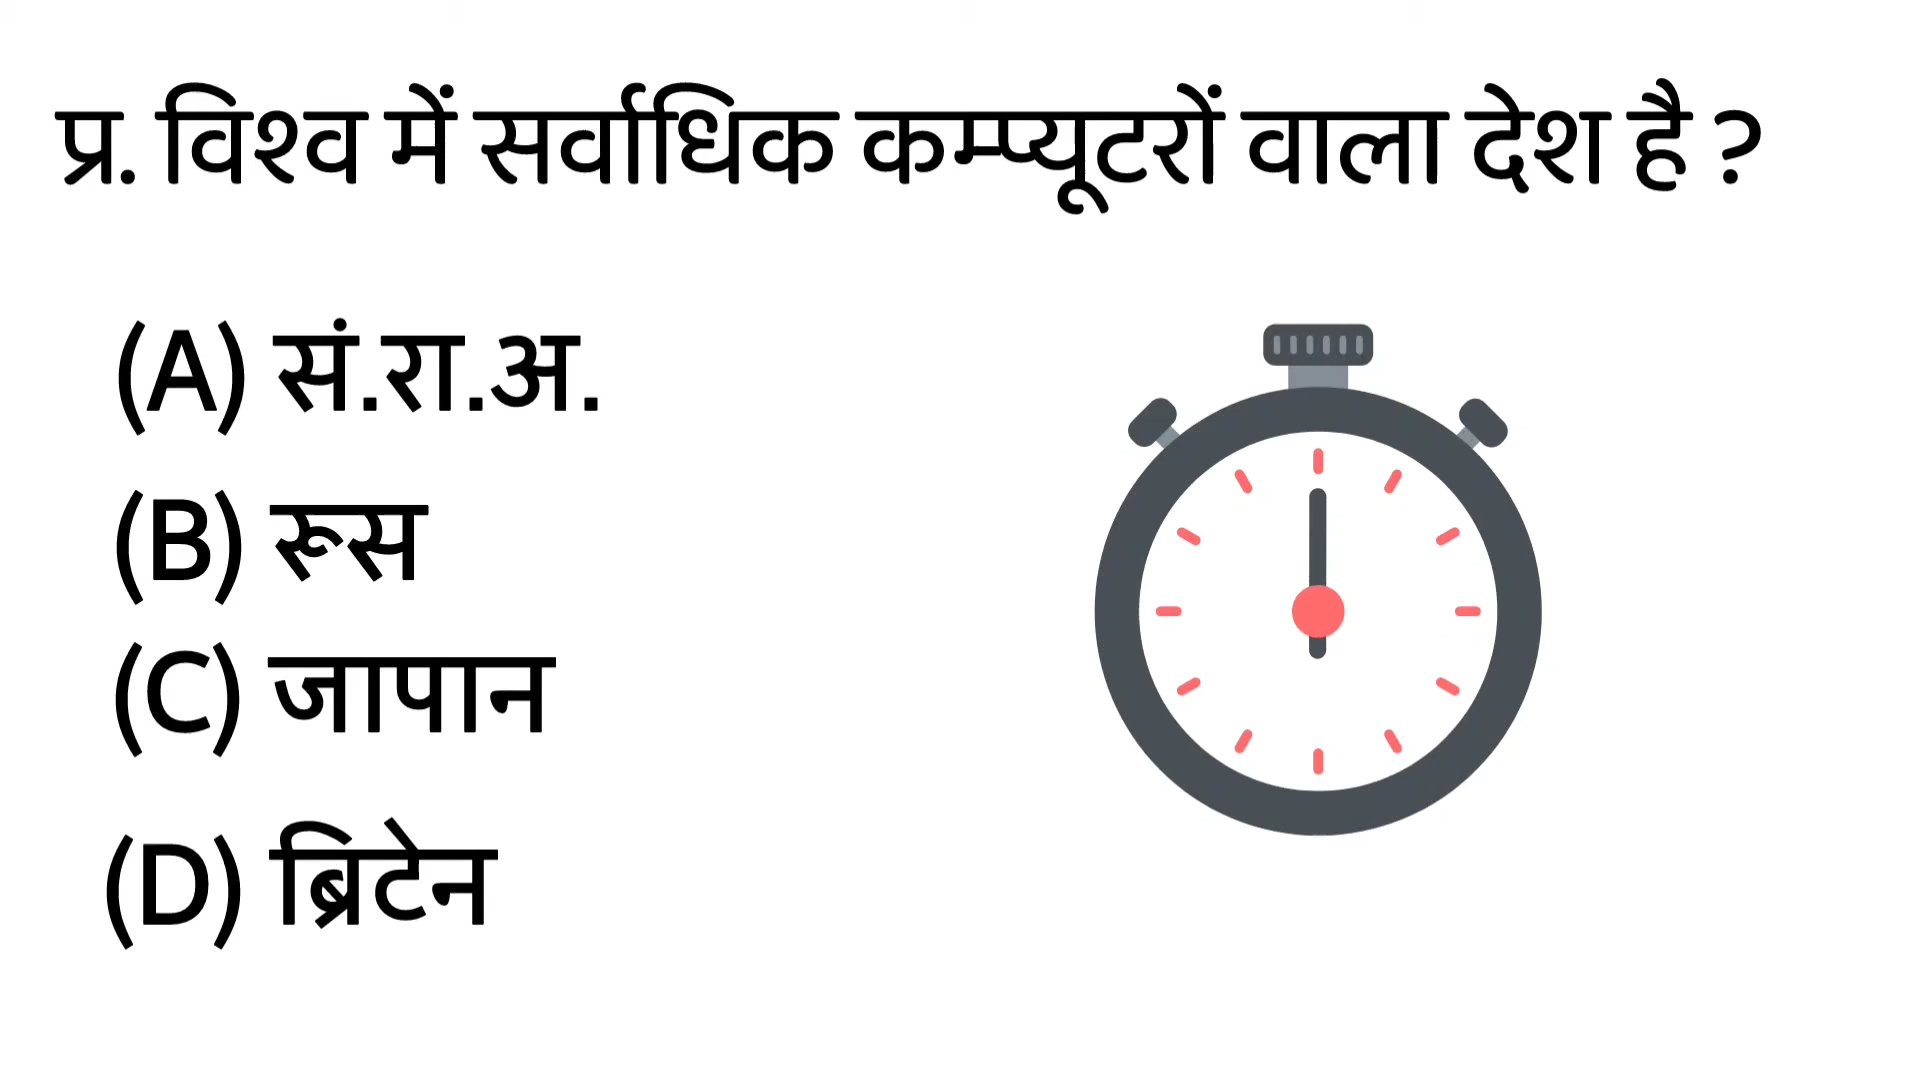 प्र. विश्व में सर्वाधिक कम्प्यूटरों वाला देश है ?
(A) सं.रा.अ.
(B) रूस
(C) जापान
(D) ब्रिटेन